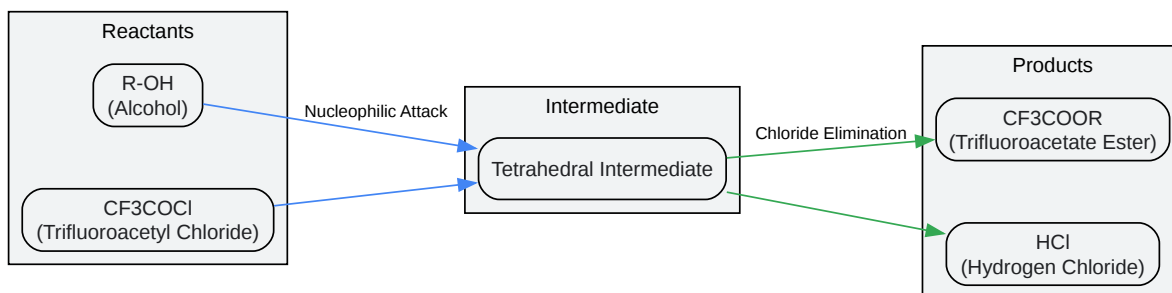 Reactants
R-OH
(Alcohol)
CF3COCl
(Trifluoroacetyl Chloride)
Nucleophilic Attack
Intermediate
Tetrahedral Intermediate
Chloride Elimination
Products
CF3COOR
(Trifluoroacetate Ester)
HCl
(Hydrogen Chloride)